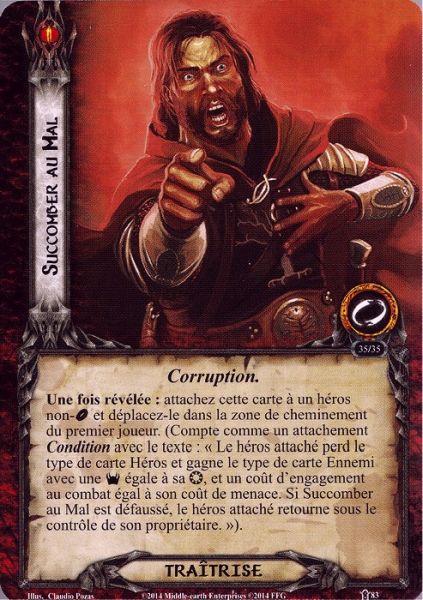 Succomber au Mal
35/35
Corruption.
Une fois révélée : attachez cette carte à un héros
non- et déplacez-le dans la zone de cheminement
du premier joueur. (Compte comme un attachement
Condition avec le texte : « Le héros attaché perd le
type de carte Héros et gagne le type de carte Ennemi
avec une égale à sa , et un coût d'engagement
au combat égal à son coût de menace. Si Succomber
au Mal est défaussé, le héros attaché retourne sous le
contrôle de son propriétaire. »).
TRAÎTRISE
Illus. Claudio Pozas ©2014 Middle-earth Enterprises ©2014 FFG 83